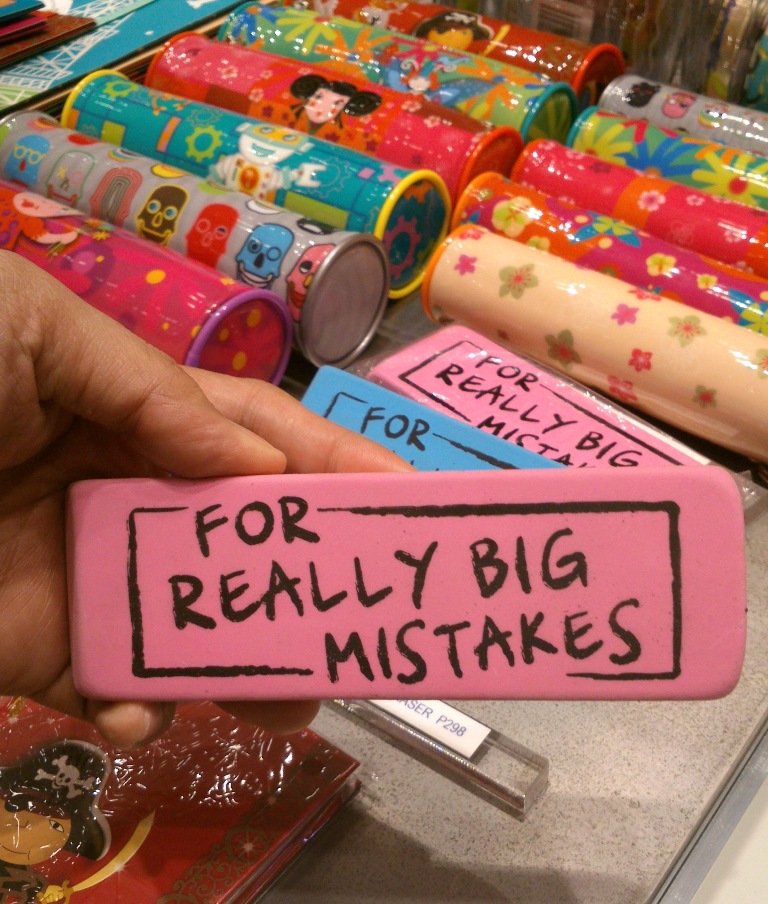 FOR
REALLY BIG
MISTAKES
FOR
REALLY BIG
FOR
ASER P298